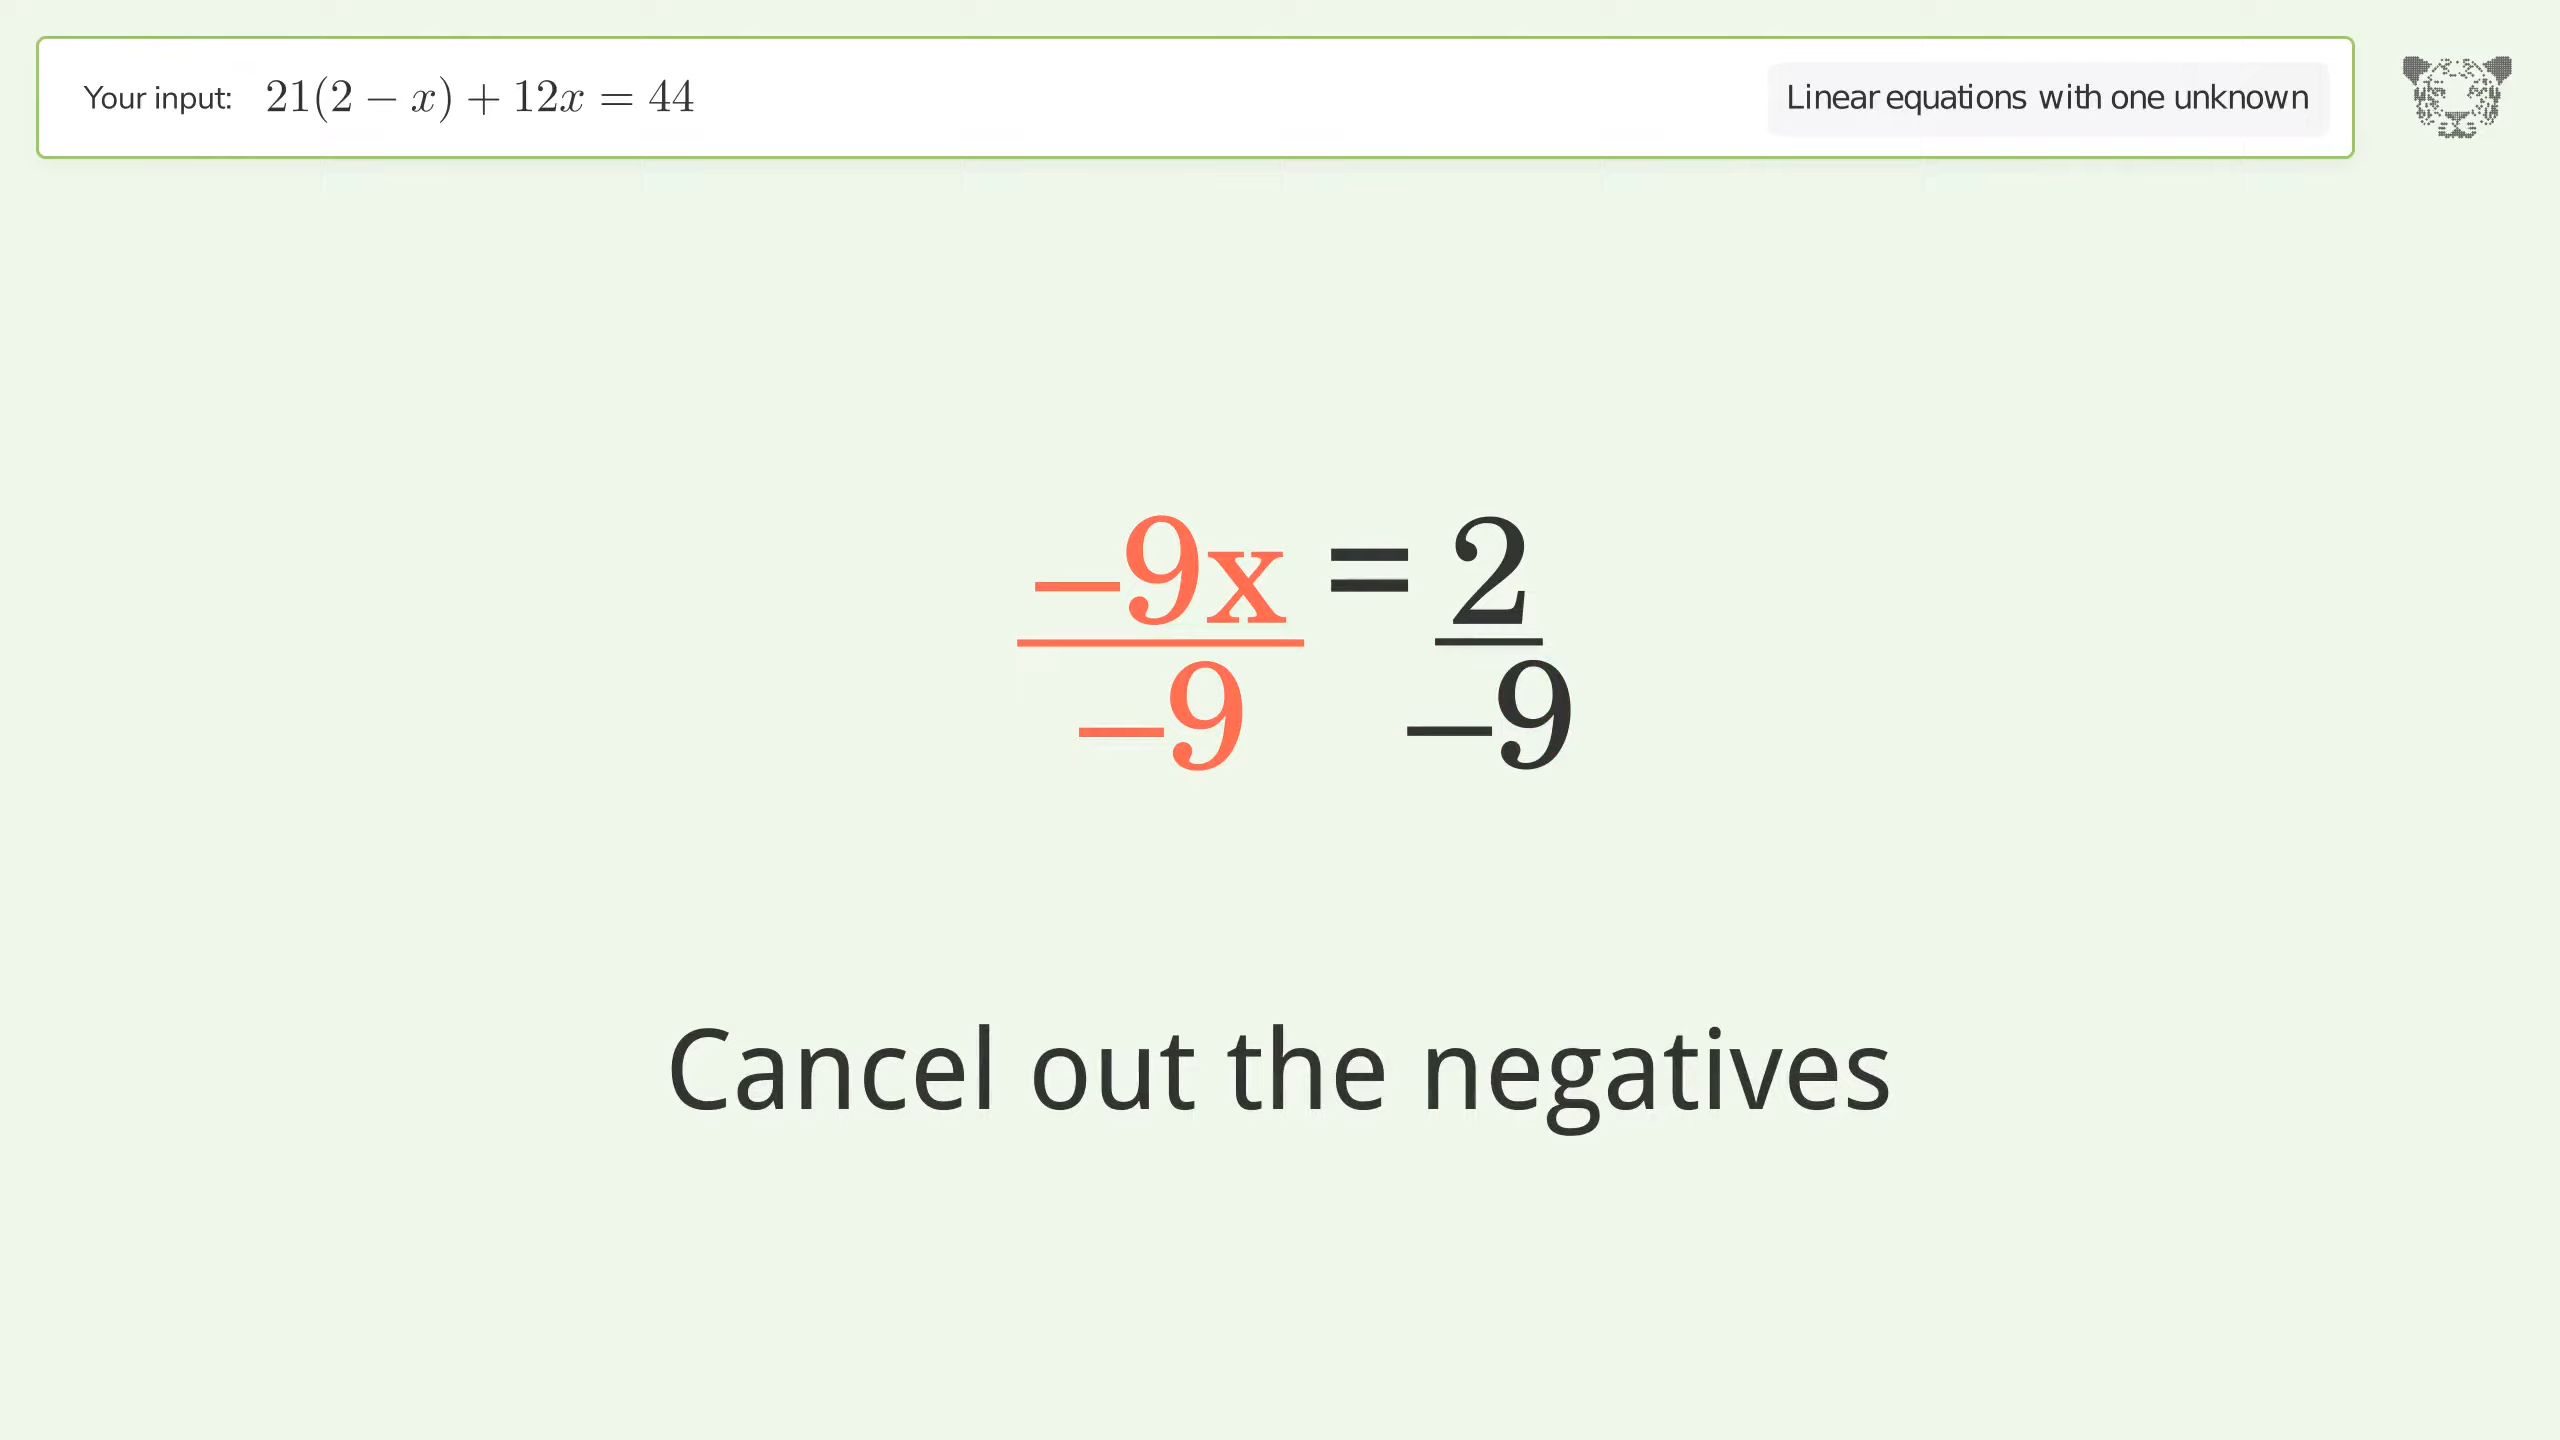 Your input: 21(2 − x) + 12x = 44
Linear equations with one unknown
−9x = 2
−9 −9
Cancel out the negatives